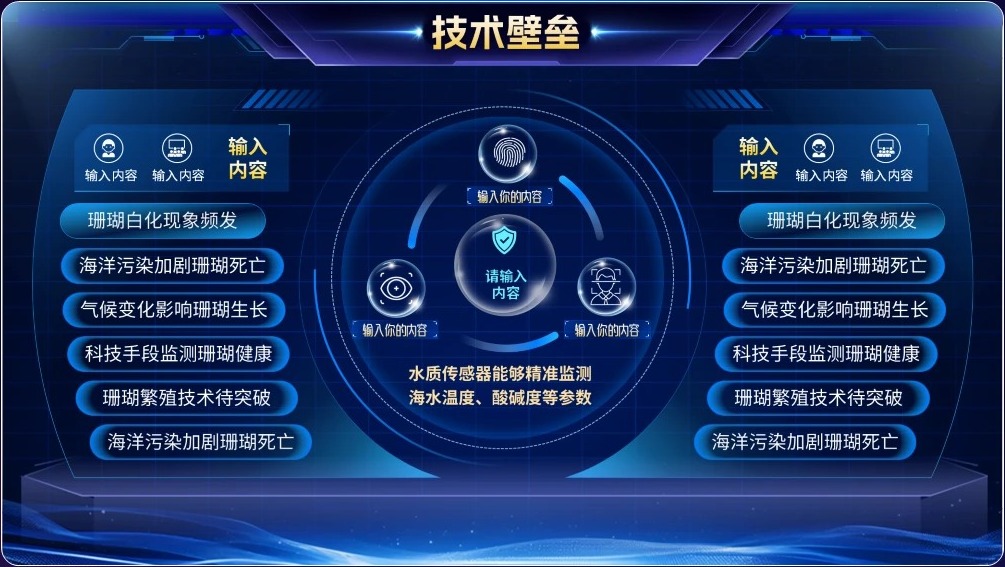 技术壁垒
输入内容
输入内容
输入
内容
珊瑚白化现象频发
海洋污染加剧珊瑚死亡
气候变化影响珊瑚生长
科技手段监测珊瑚健康
珊瑚繁殖技术待突破
海洋污染加剧珊瑚死亡
输入你的内容
请输入
内容
输入你的内容
输入你的内容
水质传感器能够精准监测
海水温度、酸碱度等参数
输入
内容
输入内容
输入内容
珊瑚白化现象频发
海洋污染加剧珊瑚死亡
气候变化影响珊瑚生长
科技手段监测珊瑚健康
珊瑚繁殖技术待突破
海洋污染加剧珊瑚死亡